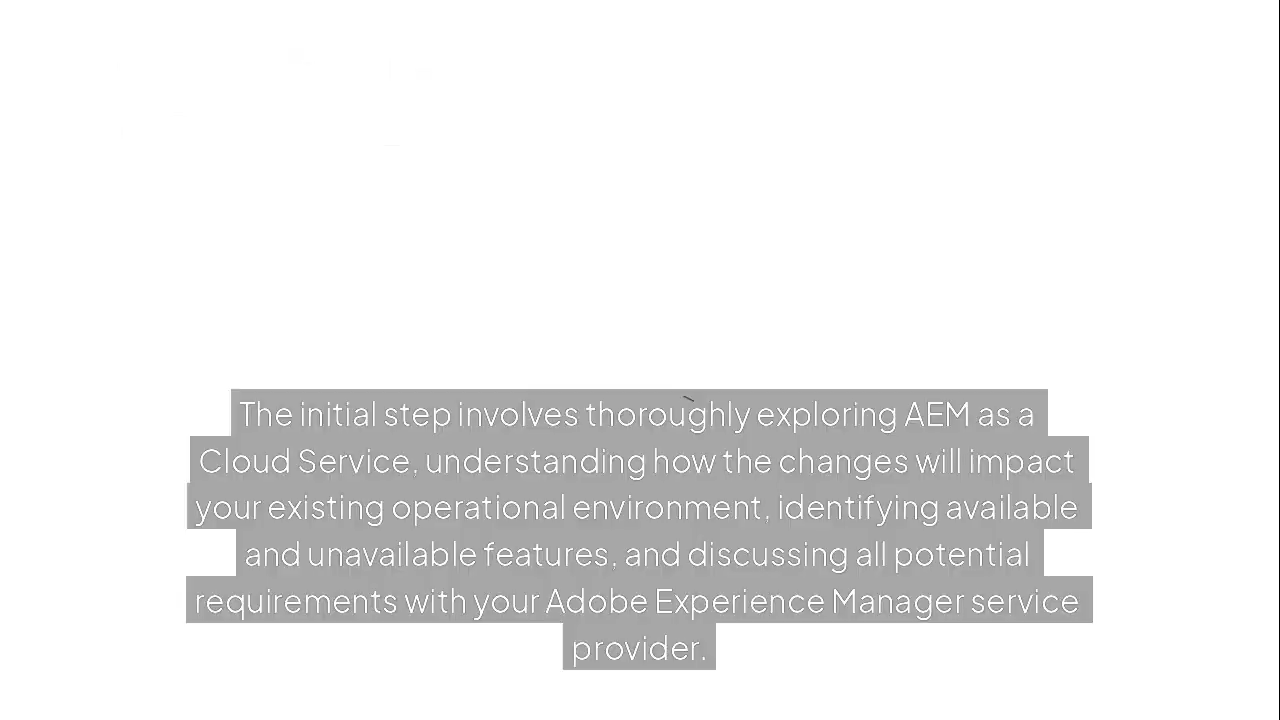 The initial step involves thoroughly exploring AEM as a
Cloud Service, understanding how the changes will impact
your existing operational environment, identifying available
and unavailable features, and discussing all potential
requirements with your Adobe Experience Manager service
provider.